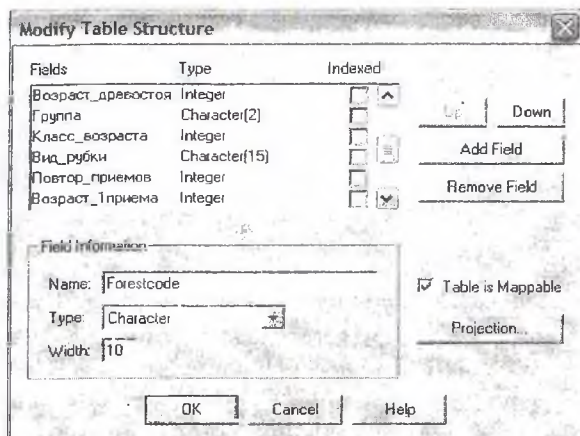 Modify Table Structure
Fields Type Indexed
Возраст_древостоя Integer
Группа Character(2)
Класс_возраста Integer
Вид_рубки Character(15)
Повтор_приемов Integer
Возраст_1приема Integer
Up Down
Add Field
Remove Field
Field Information
Name: Forestcode
Type: Character
Width: 10
Table is Mappable
Projection...
OK Cancel Help